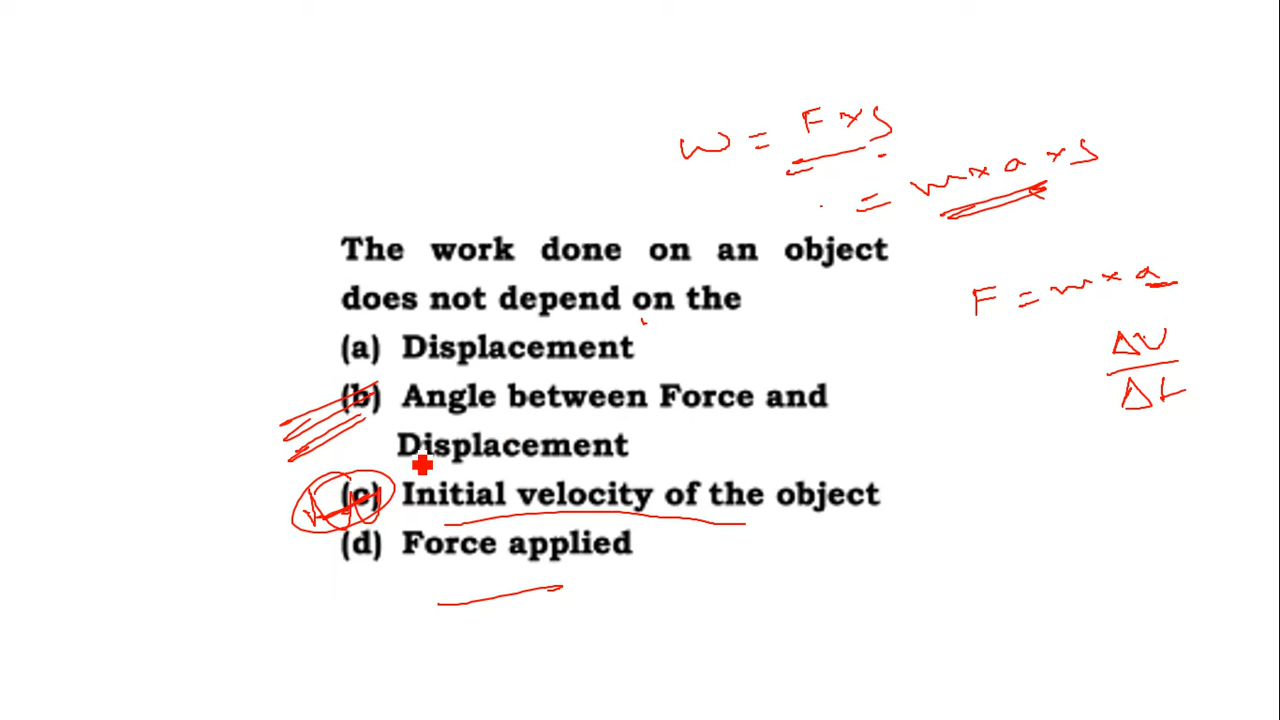 W = F × S
= m × a × S
The work done on an object
does not depend on the
F = m × a
ΔV
Δt
(a) Displacement
(b) Angle between Force and
Displacement
(c) Initial velocity of the object
(d) Force applied